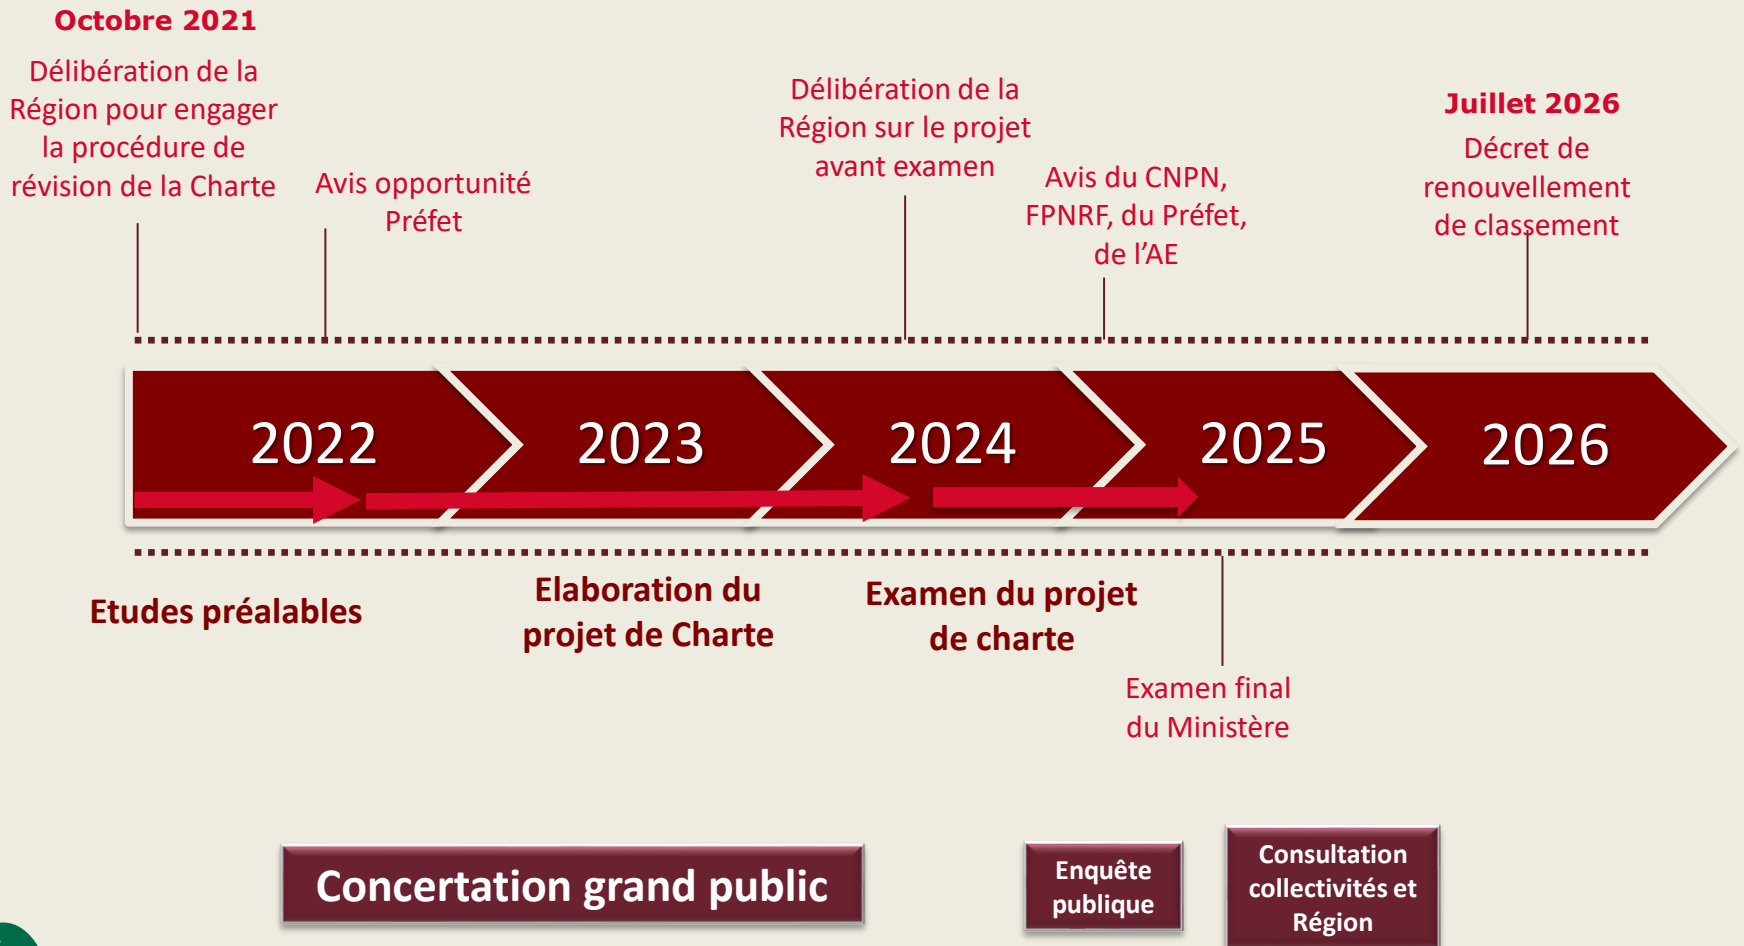 Octobre 2021
Délibération de la
Région pour engager
la procédure de
révision de la Charte
Avis opportunité
Préfet
Délibération de la
Région sur le projet
avant examen
Avis du CNPN,
FPNRF, du Préfet,
de l'AE
Juillet 2026
Décret de
renouvellement
de classement
2022
2023
2024
2025
2026
Etudes préalables
Elaboration du
projet de Charte
Examen du projet
de charte
Examen final
du Ministère
Concertation grand public
Enquête
publique
Consultation
collectivités et
Région